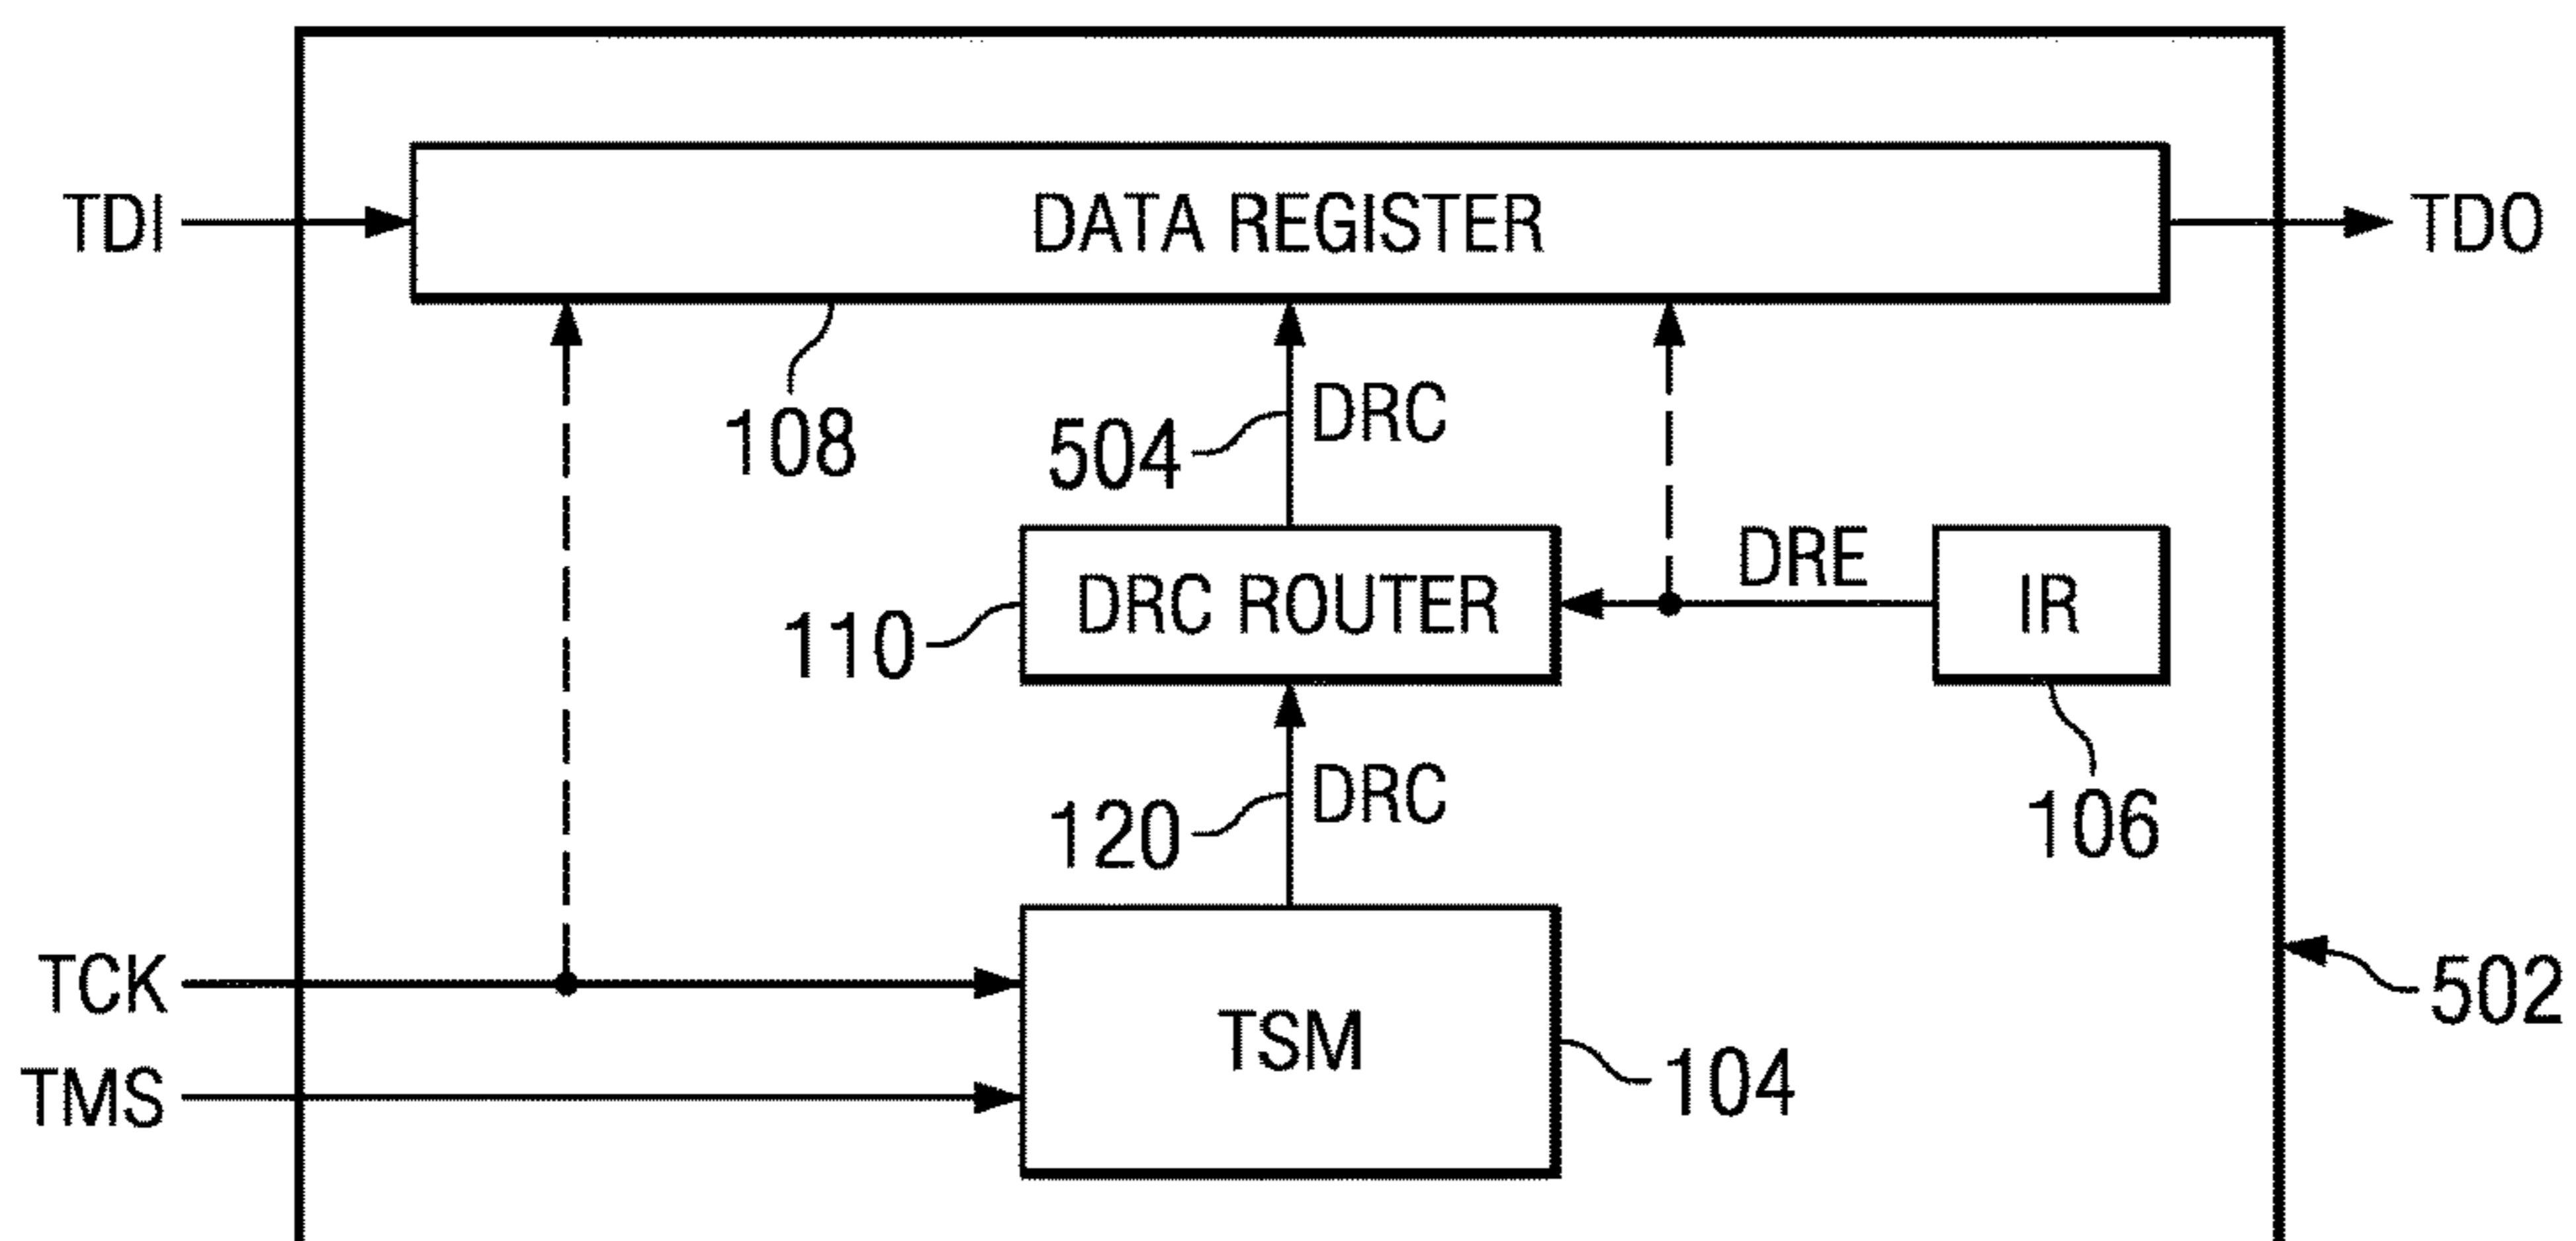 TDI
DATA REGISTER
TDO
108
504
DRC
110
DRC ROUTER
DRE
IR
120
DRC
106
TCK
TMS
TSM
104
502